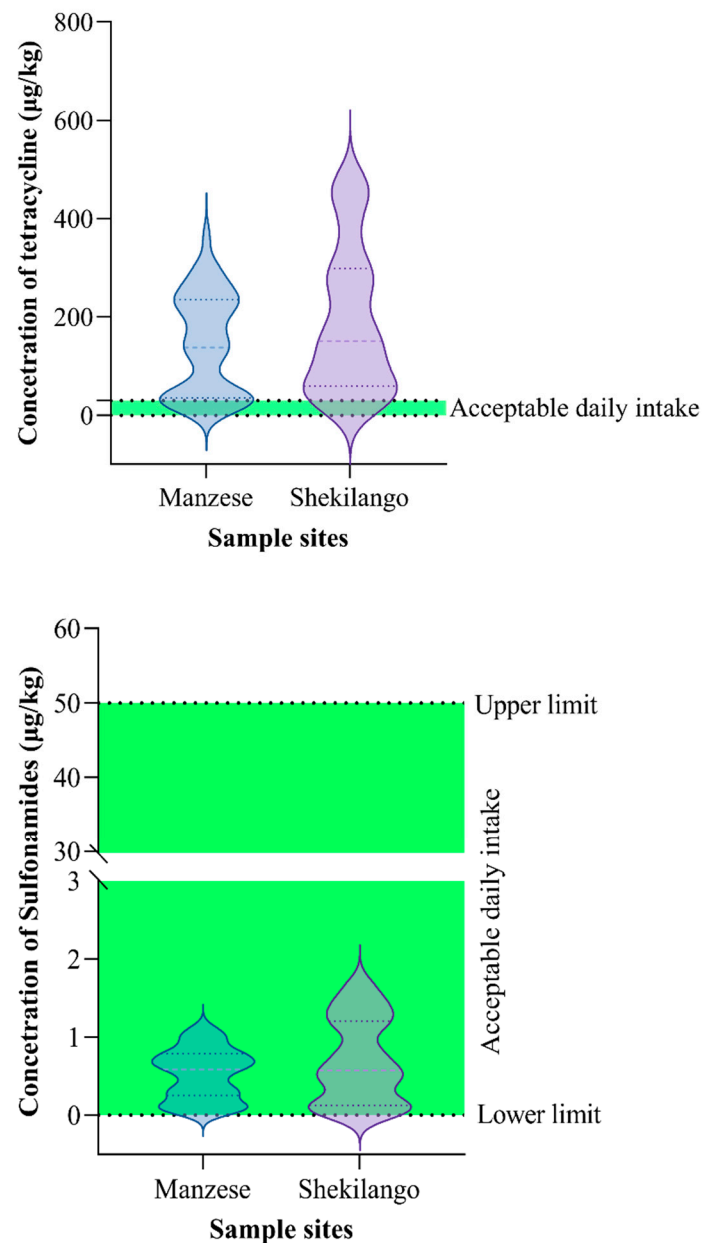 Concetration of tetracycline (µg/kg)
800
600
400
200
0
Acceptable daily intake
Manzese
Shekilango
Sample sites
Concetration of Sulfonamides (µg/kg)
60
50
40
30
3
2
1
0
Upper limit
Acceptable daily intake
Lower limit
Manzese
Shekilango
Sample sites